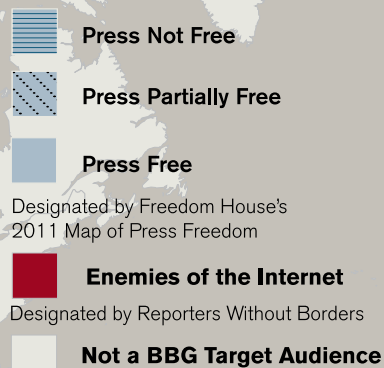 Press Not Free
Press Partially Free
Press Free
Designated by Freedom House's
2011 Map of Press Freedom
Enemies of the Internet
Designated by Reporters Without Borders
Not a BBG Target Audience